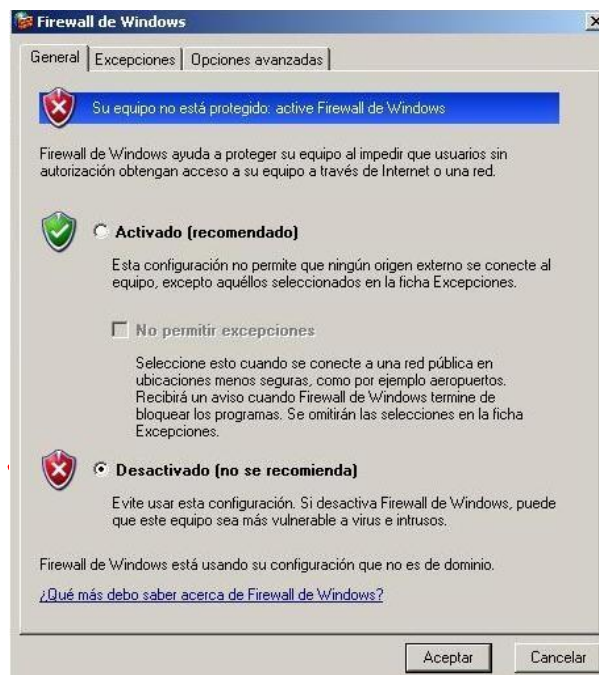 Firewall de Windows
General Excepciones Opciones avanzadas
Su equipo no está protegido: active Firewall de Windows
Firewall de Windows ayuda a proteger su equipo al impedir que usuarios sin
autorización obtengan acceso a su equipo a través de Internet o una red.
Activado (recomendado)
Esta configuración no permite que ningún origen externo se conecte al
equipo, excepto aquéllos seleccionados en la ficha Excepciones.
No permitir excepciones
Seleccione esto cuando se conecte a una red pública en
ubicaciones menos seguras, como por ejemplo aeropuertos.
Recibirá un aviso cuando Firewall de Windows termine de
bloquear los programas. Se omitirán las selecciones en la ficha
Excepciones.
Desactivado (no se recomienda)
Evite usar esta configuración. Si desactiva Firewall de Windows, puede
que este equipo sea más vulnerable a virus e intrusos.
Firewall de Windows está usando su configuración que no es de dominio.
¿Qué más debo saber acerca de Firewall de Windows?
Aceptar Cancelar